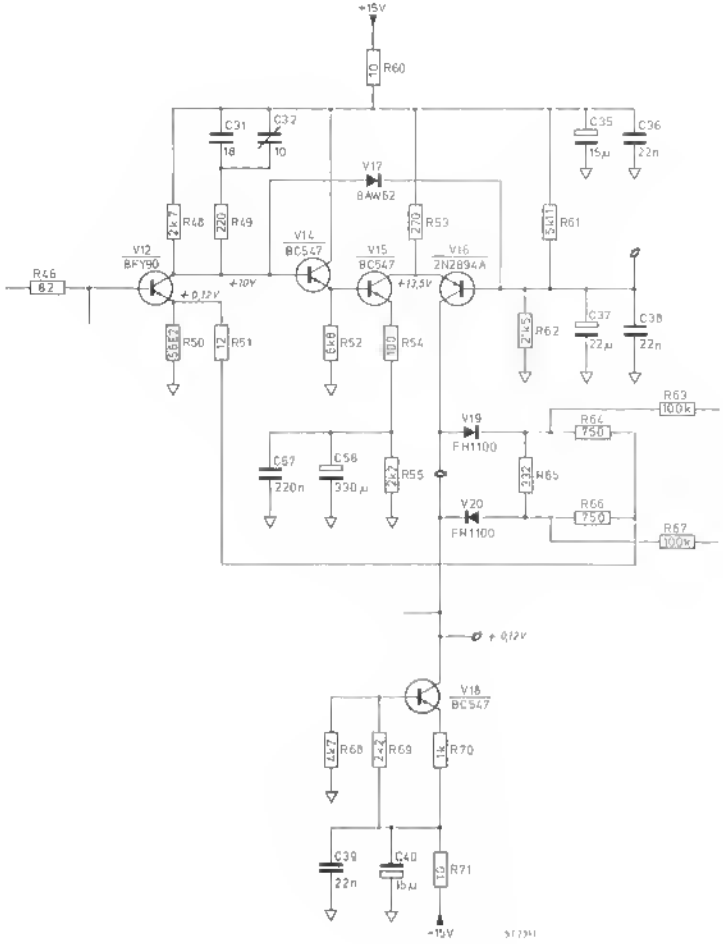 +15V
10 R60
C31
18
C32
10
C35
15µ
C36
22n
V17
BAW62
2k7 R48
220 R49
V14
BC547
270 R53
5k11 R61
V12
BFY90
V15
BC547
V16
2N2894A
R46
82
+0,12V
+10V
+13,5V
56E2 R50
12 R51
6k8 R52
100 R54
R62
C37
22µ
C38
22n
R63
100k
V19
FH1100
R64
750
332 R65
C57
220n
C56
330µ
2k2 R55
V20
FH1100
R66
750
R67
100k
+ 0,12V
V18
BC547
4k7 R68
2k2 R69
1k R70
C39
22n
C40
15µ
10 R71
-15V